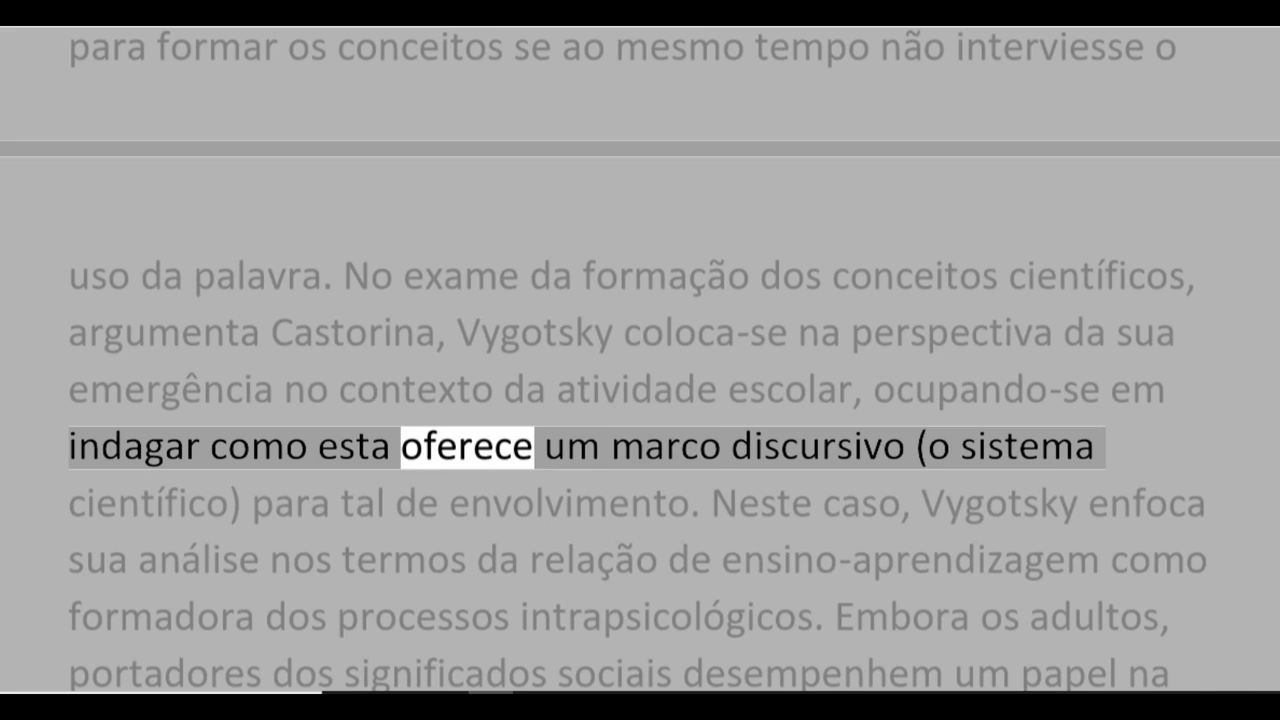 para formar os conceitos se ao mesmo tempo não interviesse o
uso da palavra. No exame da formação dos conceitos científicos,
argumenta Castorina, Vygotsky coloca-se na perspectiva da sua
emergência no contexto da atividade escolar, ocupando-se em
indagar como esta oferece um marco discursivo (o sistema
científico) para tal de envolvimento. Neste caso, Vygotsky enfoca
sua análise nos termos da relação de ensino-aprendizagem como
formadora dos processos intrapsicológicos. Embora os adultos,
portadores dos significados sociais desempenhem um papel na